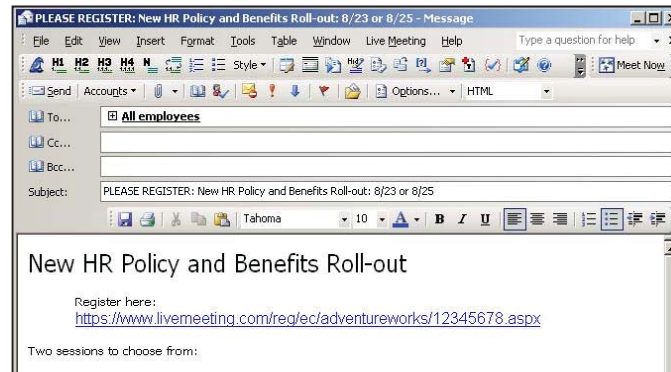 PLEASE REGISTER: New HR Policy and Benefits Roll-out: 8/23 or 8/25 - Message
File Edit View Insert Format Tools Table Window Live Meeting Help Type a question for help
H1 H2 H3 H4 N Style Meet Now
Send Accounts Options... HTML
To... All employees
Cc...
Bcc...
Subject: PLEASE REGISTER: New HR Policy and Benefits Roll-out: 8/23 or 8/25
Tahoma 10 A B I U
New HR Policy and Benefits Roll-out
Register here:
https://www.livemeeting.com/reg/ec/adventureworks/12345678.aspx
Two sessions to choose from: